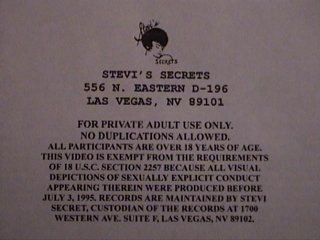 Stevi's
SECRETS
STEVI'S SECRETS
556 N. EASTERN D-196
LAS VEGAS, NV 89101
FOR PRIVATE ADULT USE ONLY.
NO DUPLICATIONS ALLOWED.
ALL PARTICIPANTS ARE OVER 18 YEARS OF AGE.
THIS VIDEO IS EXEMPT FROM THE REQUIREMENTS
OF 18 U.S.C. SECTION 2257 BECAUSE ALL VISUAL
DEPICTIONS OF SEXUALLY EXPLICIT CONDUCT
APPEARING THEREIN WERE PRODUCED BEFORE
JULY 3, 1995. RECORDS ARE MAINTAINED BY STEVI
SECRET, CUSTODIAN OF THE RECORDS AT 1700
WESTERN AVE. SUITE F, LAS VEGAS, NV 89102.